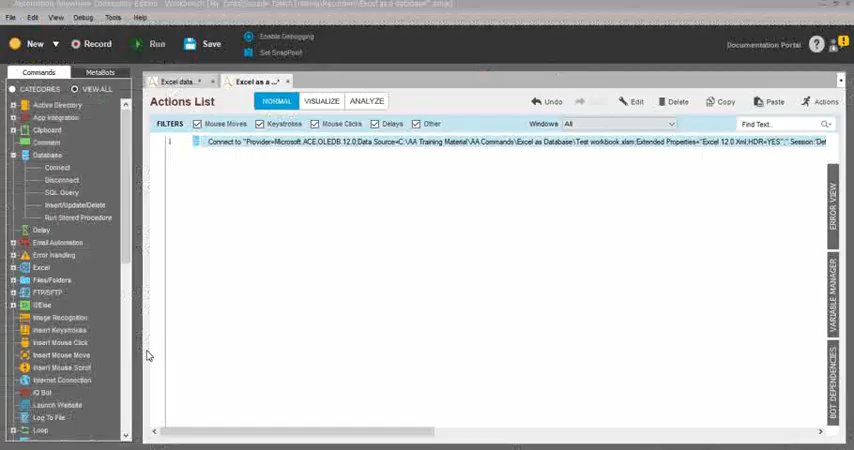 File Edit View Debug Tools Help
New Record Run Save Enable Debugging
Set SnapPoint
Documentation Portal
Commands MetaBots
CATEGORIES VIEW ALL
Active Directory
App Integration
Clipboard
Comment
Database
Connect
Disconnect
SQL Query
Insert/Update/Delete
Run Stored Procedure
Delay
Email Automation
Error Handling
Excel
Files/Folders
FTP/SFTP
If/Else
Image Recognition
Insert Keystrokes
Insert Mouse Click
Insert Mouse Move
Insert Mouse Scroll
Internet Connection
IQ Bot
Launch Website
Log To File
Loop
Excel data...* Excel as a ...*
Actions List NORMAL VISUALIZE ANALYZE Undo Edit Delete Copy Paste Actions
FILTERS Mouse Moves Keystrokes Mouse Clicks Delays Other Windows All Find Text...
1 Connect to "Provider=Microsoft.ACE.OLEDB.12.0;Data Source=C:\AA Training Material\AA Commands\Excel as Database\Test workbook.xlsm;Extended Properties="Excel 12.0 Xml;HDR=YES";" Session:'Def
ERROR VIEW
VARIABLE MANAGER
BOT DEPENDENCIES